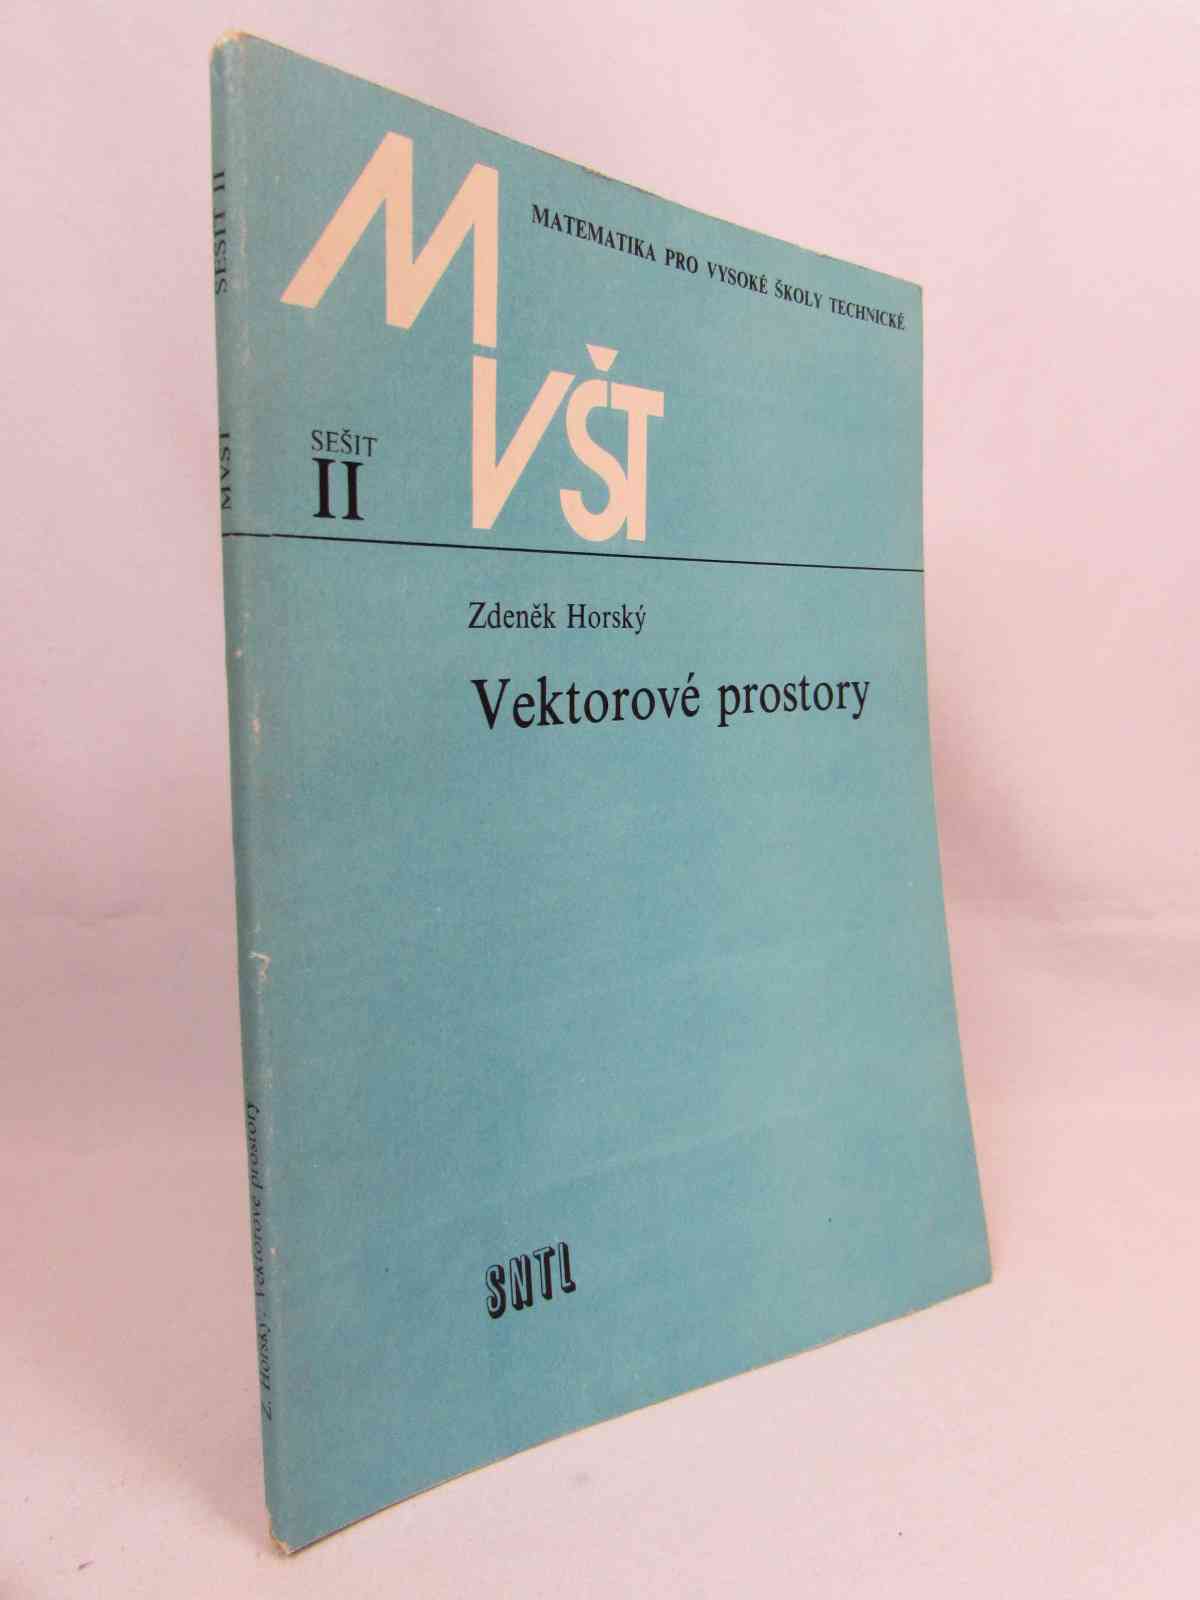 MATEMATIKA PRO VYSOKÉ ŠKOLY TECHNICKÉ
M
VŠT
SEŠIT
II
Zdeněk Horský
Vektorové prostory
SNTL
Z. Horský: Vektorové prostory
MVŠT
SEŠIT II